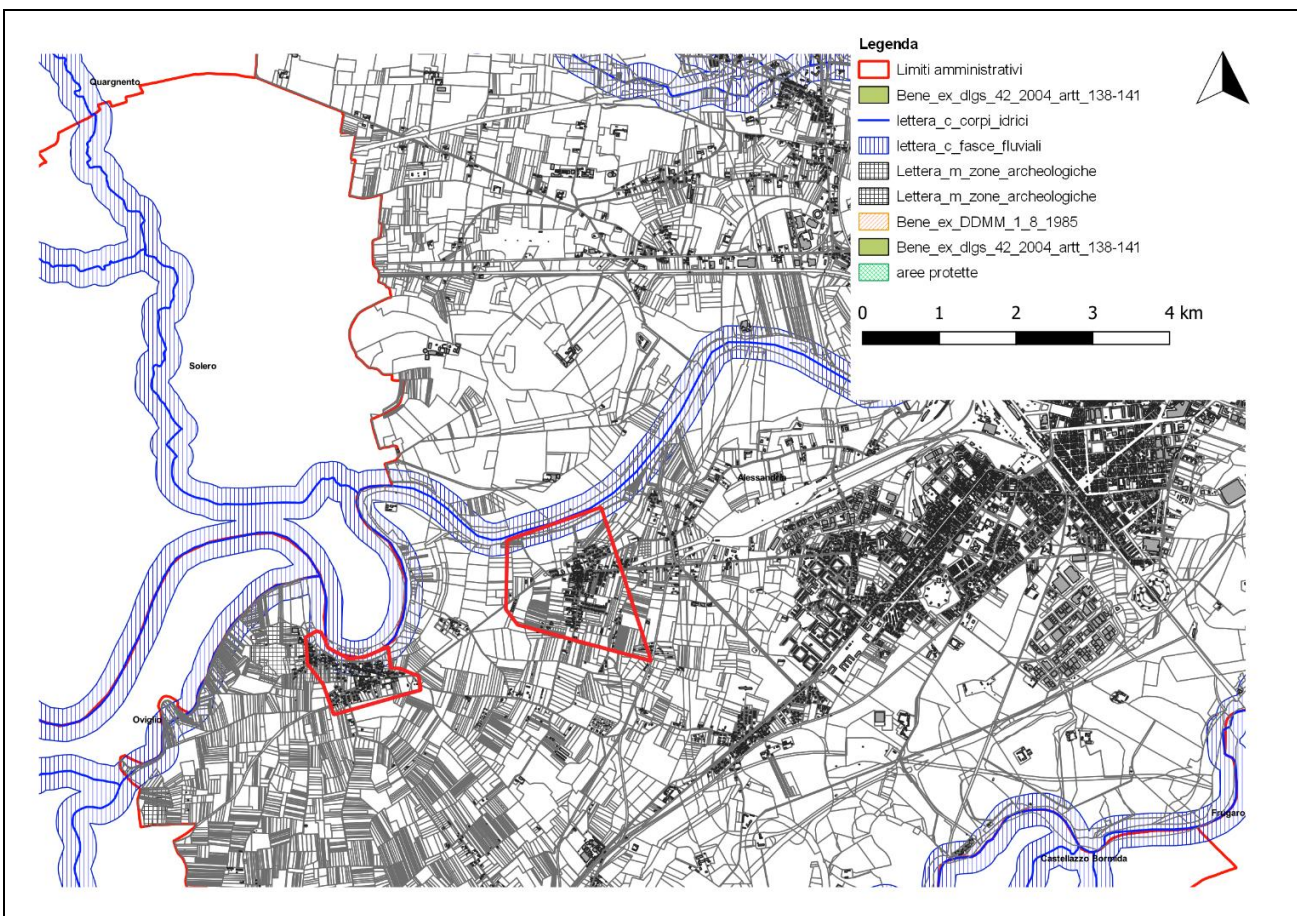 Legenda
Limiti amministrativi
Bene_ex_dlgs_42_2004_artt_138-141
lettera_c_corpi_idrici
lettera_c_fasce_fluviali
Lettera_m_zone_archeologiche
Lettera_m_zone_archeologiche
Bene_ex_DDMM_1_8_1985
Bene_ex_dlgs_42_2004_artt_138-141
aree protette
0 1 2 3 4 km
Quargnento
Solero
Alessandria
Oviglio
Frugaro
Castellazzo Bormida